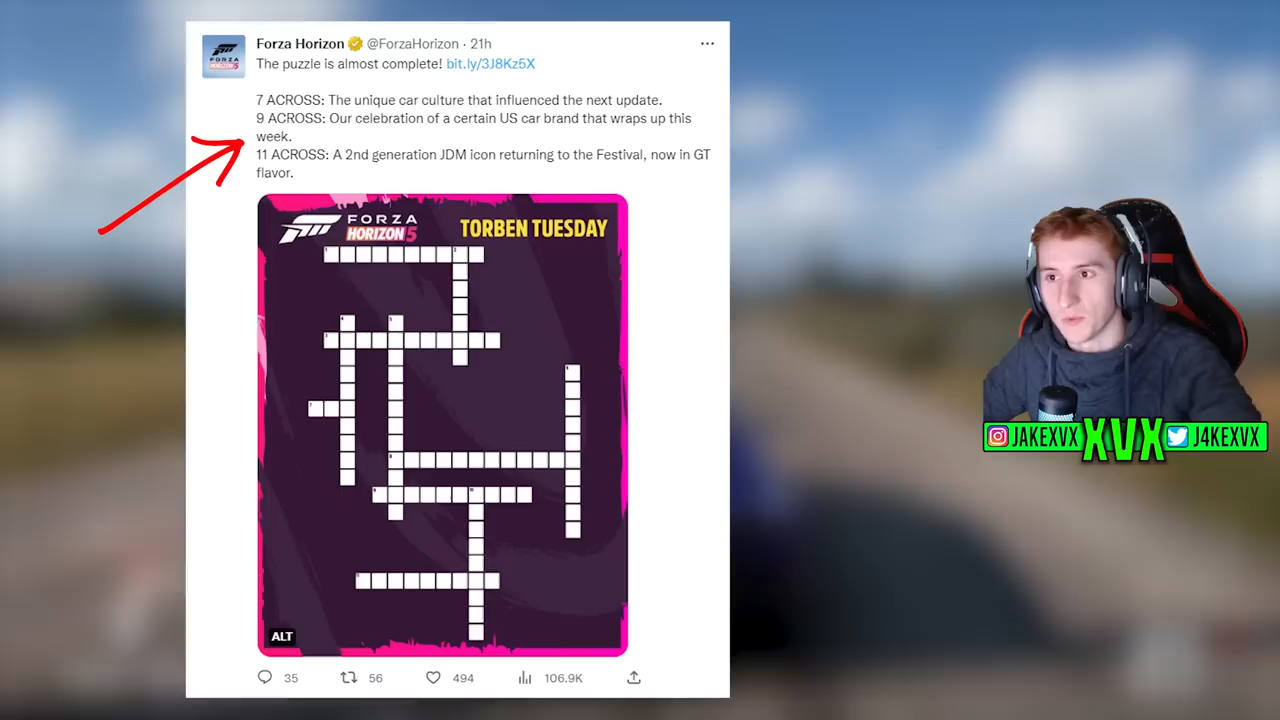 Forza Horizon @ForzaHorizon · 21h
The puzzle is almost complete! bit.ly/3J8Kz5X
7 ACROSS: The unique car culture that influenced the next update.
9 ACROSS: Our celebration of a certain US car brand that wraps up this
week.
11 ACROSS: A 2nd generation JDM icon returning to the Festival, now in GT
flavor.
FORZA
HORIZON 5
FORZA
HORIZON 5
TORBEN TUESDAY
ALT
35 56 494 106.9K
JAKEXVX XVX J4KEXVX